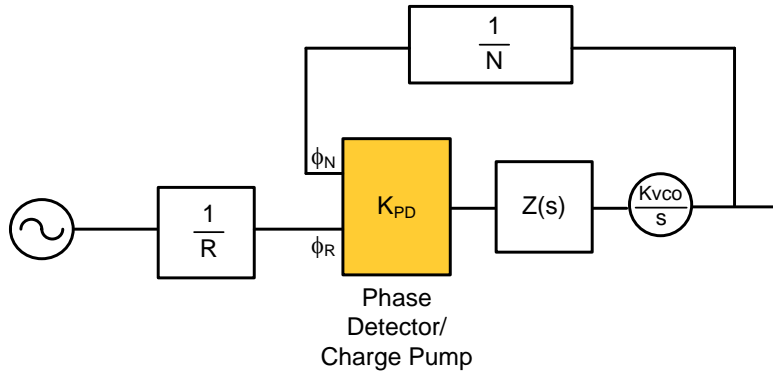 1
N
ϕN
KPD
Z(s)
Kvco
s
1
R
ϕR
Phase
Detector/
Charge Pump